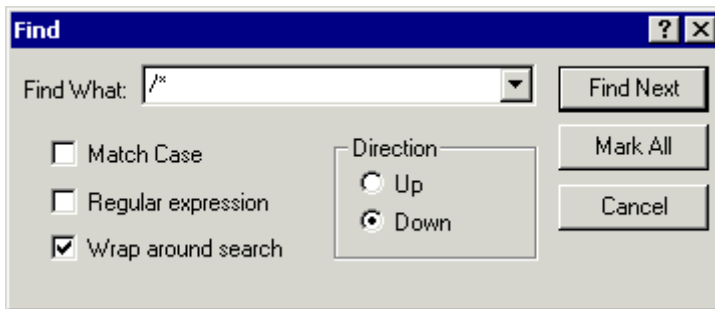 Find
Find What: /*
Find Next
Match Case
Direction
Mark All
Up
Regular expression
Cancel
Down
Wrap around search